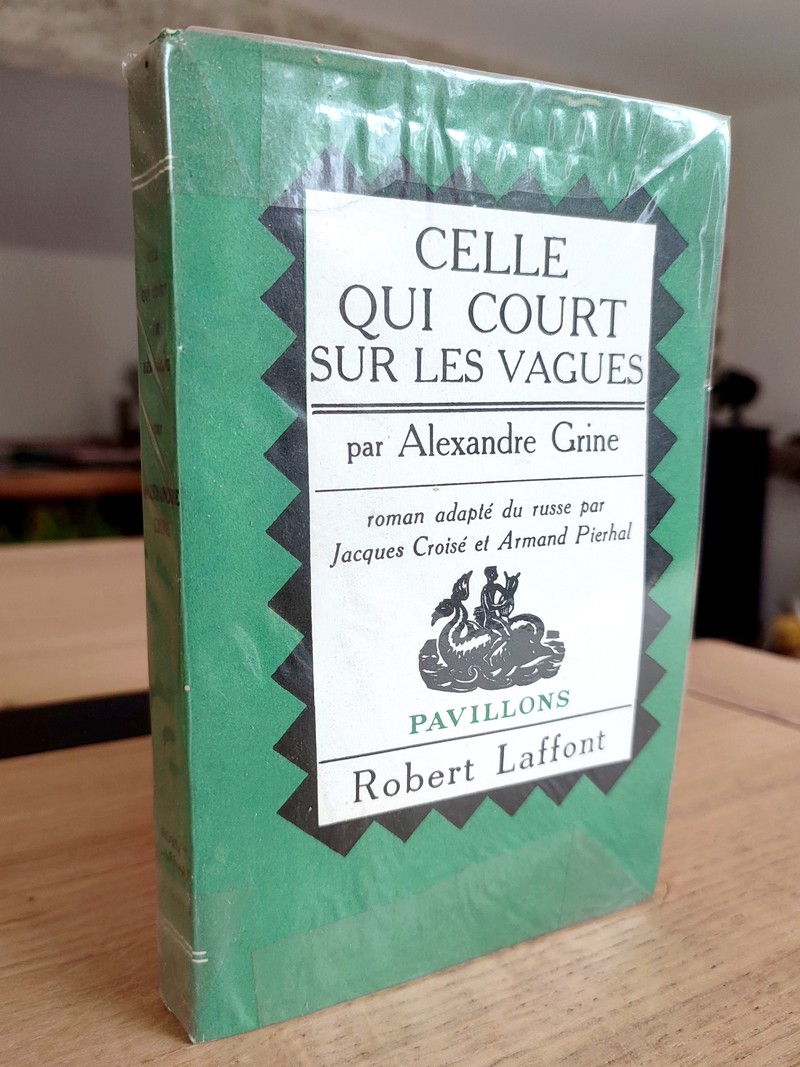 CELLE
QUI COURT
SUR LES VAGUES
par Alexandre Grine
roman adapté du russe par
Jacques Croisé et Armand Pierhal
PAVILLONS
Robert Laffont